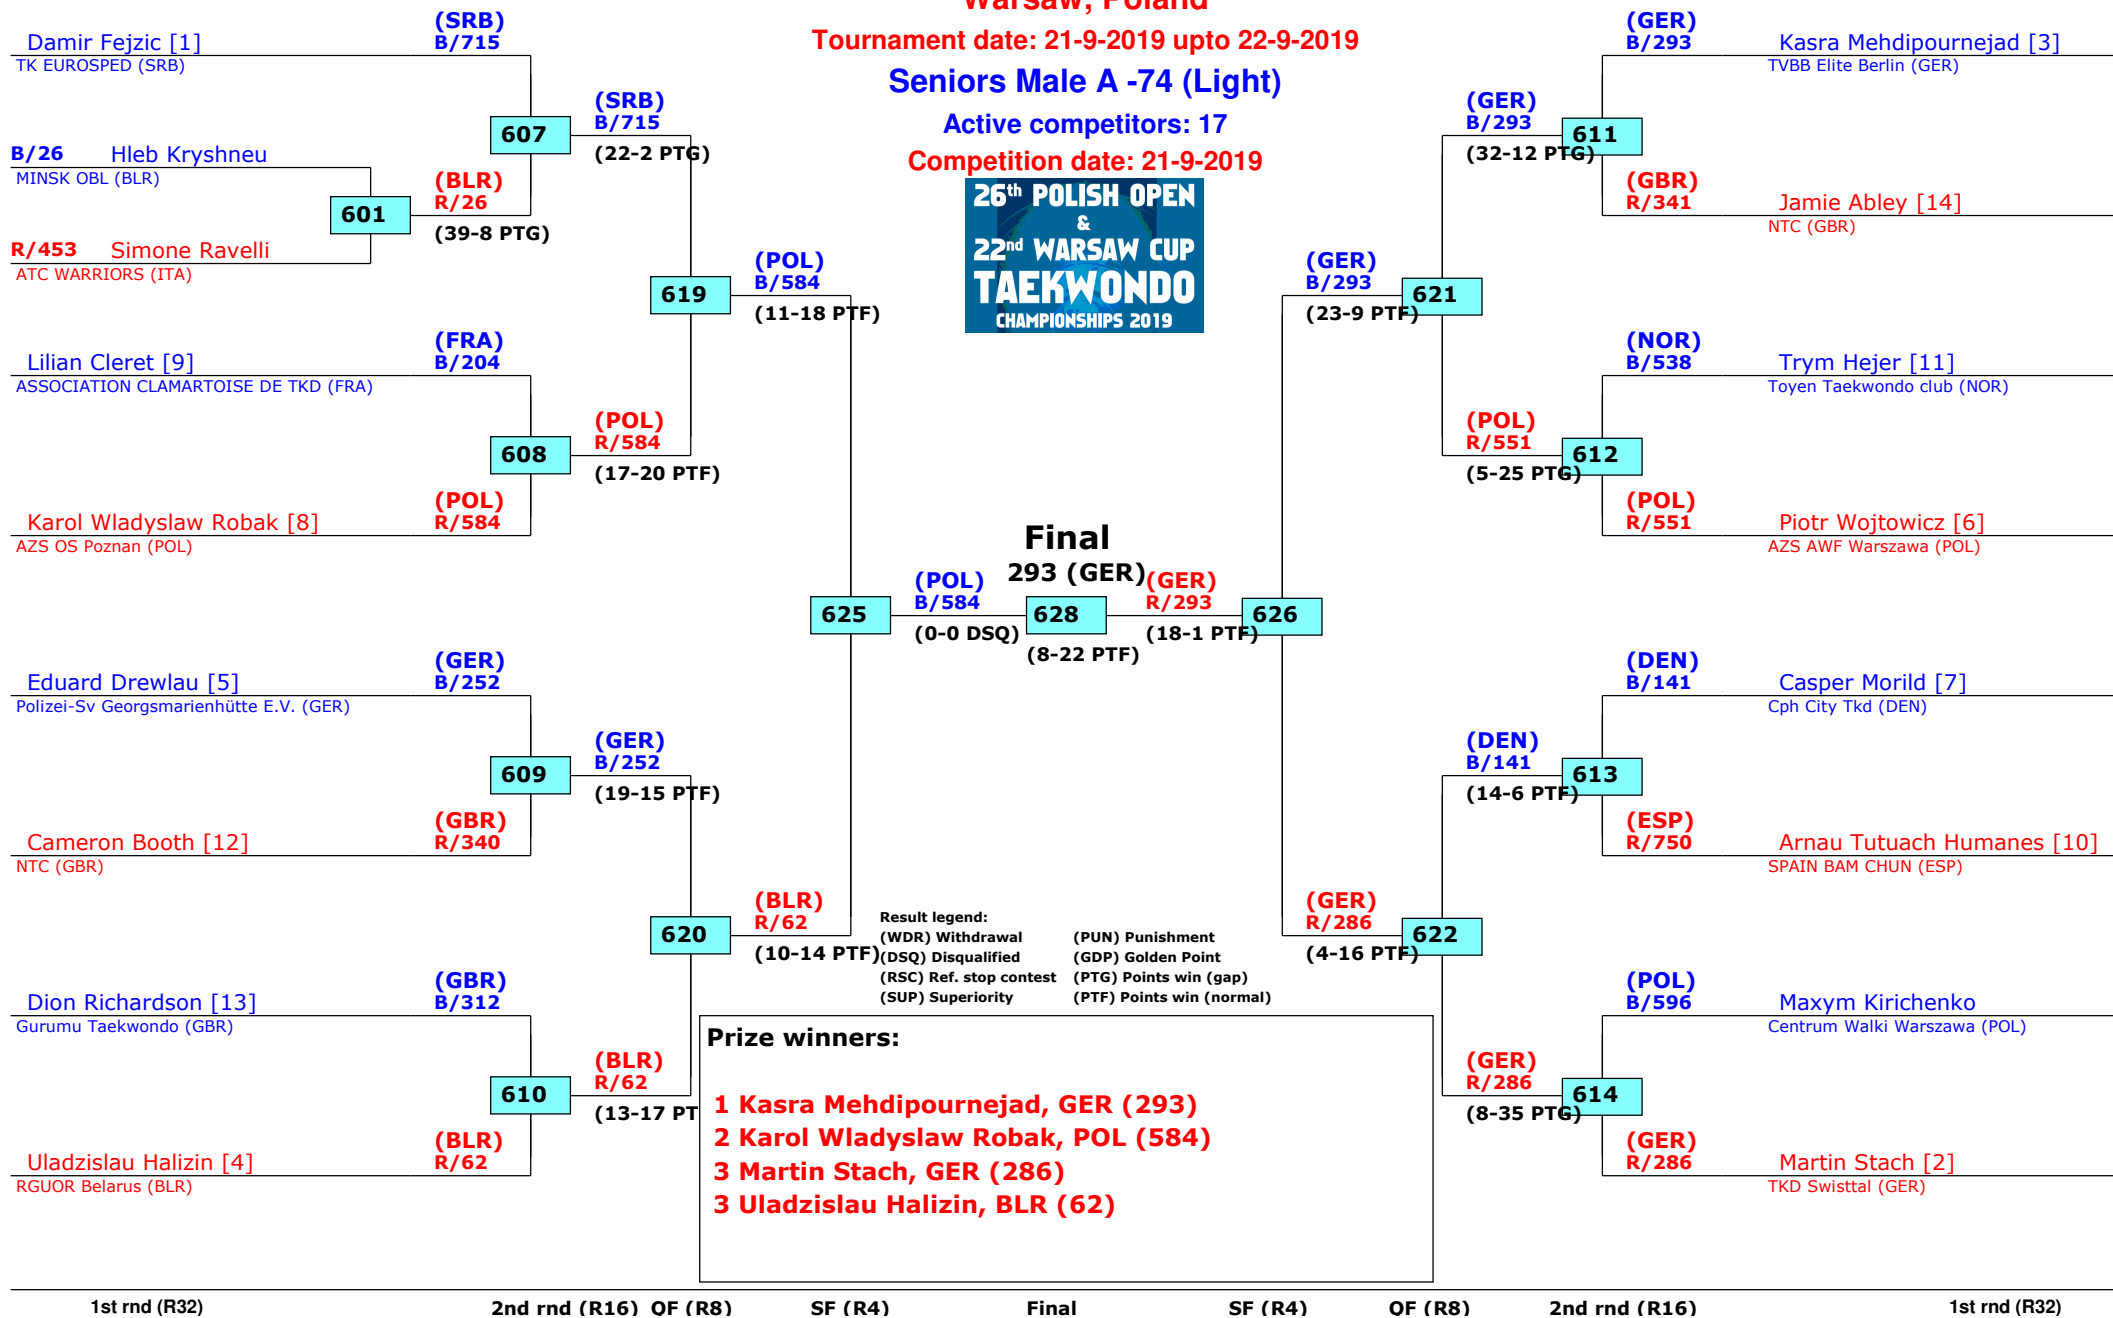 Warsaw, Poland
Tournament date: 21-9-2019 upto 22-9-2019
Seniors Male A -74 (Light)
Active competitors: 17
Competition date: 21-9-2019
26th POLISH OPEN
&
22nd WARSAW CUP
TAEKWONDO
CHAMPIONSHIPS 2019
Damir Fejzic [1]
TK EUROSPED (SRB)
(SRB)
B/715
B/26 Hleb Kryshneu
MINSK OBL (BLR)
R/453 Simone Ravelli
ATC WARRIORS (ITA)
601
(BLR)
R/26
(39-8 PTG)
607
(SRB)
B/715
(22-2 PTG)
Lilian Cleret [9]
ASSOCIATION CLAMARTOISE DE TKD (FRA)
(FRA)
B/204
Karol Wladyslaw Robak [8]
AZS OS Poznan (POL)
(POL)
R/584
608
(POL)
R/584
(17-20 PTF)
619
(POL)
B/584
(11-18 PTF)
Eduard Drewlau [5]
Polizei-Sv Georgsmarienhütte E.V. (GER)
(GER)
B/252
Cameron Booth [12]
NTC (GBR)
(GBR)
R/340
609
(GER)
B/252
(19-15 PTF)
Dion Richardson [13]
Gurumu Taekwondo (GBR)
(GBR)
B/312
Uladzislau Halizin [4]
RGUOR Belarus (BLR)
(BLR)
R/62
610
(BLR)
R/62
(13-17 PT
620
(BLR)
R/62
(10-14 PTF)
625
(POL)
B/584
(0-0 DSQ)
Final
293 (GER)
628
(8-22 PTF)
(GER)
R/293
(18-1 PTF)
626
(GER)
B/293
Kasra Mehdipournejad [3]
TVBB Elite Berlin (GER)
(GBR)
R/341
Jamie Abley [14]
NTC (GBR)
611
(GER)
B/293
(32-12 PTG)
(NOR)
B/538
Trym Hejer [11]
Toyen Taekwondo club (NOR)
(POL)
R/551
Piotr Wojtowicz [6]
AZS AWF Warszawa (POL)
612
(POL)
R/551
(5-25 PTG)
621
(GER)
B/293
(23-9 PTF)
(DEN)
B/141
Casper Morild [7]
Cph City Tkd (DEN)
(ESP)
R/750
Arnau Tutuach Humanes [10]
SPAIN BAM CHUN (ESP)
613
(DEN)
B/141
(14-6 PTF)
(POL)
B/596
Maxym Kirichenko
Centrum Walki Warszawa (POL)
(GER)
R/286
Martin Stach [2]
TKD Swisttal (GER)
614
(GER)
R/286
(8-35 PTG)
622
(GER)
R/286
(4-16 PTF)
Result legend:
(WDR) Withdrawal (PUN) Punishment
(DSQ) Disqualified (GDP) Golden Point
(RSC) Ref. stop contest (PTG) Points win (gap)
(SUP) Superiority (PTF) Points win (normal)
Prize winners:
1 Kasra Mehdipournejad, GER (293)
2 Karol Wladyslaw Robak, POL (584)
3 Martin Stach, GER (286)
3 Uladzislau Halizin, BLR (62)
1st rnd (R32) 2nd rnd (R16) QF (R8) SF (R4) Final SF (R4) QF (R8) 2nd rnd (R16) 1st rnd (R32)